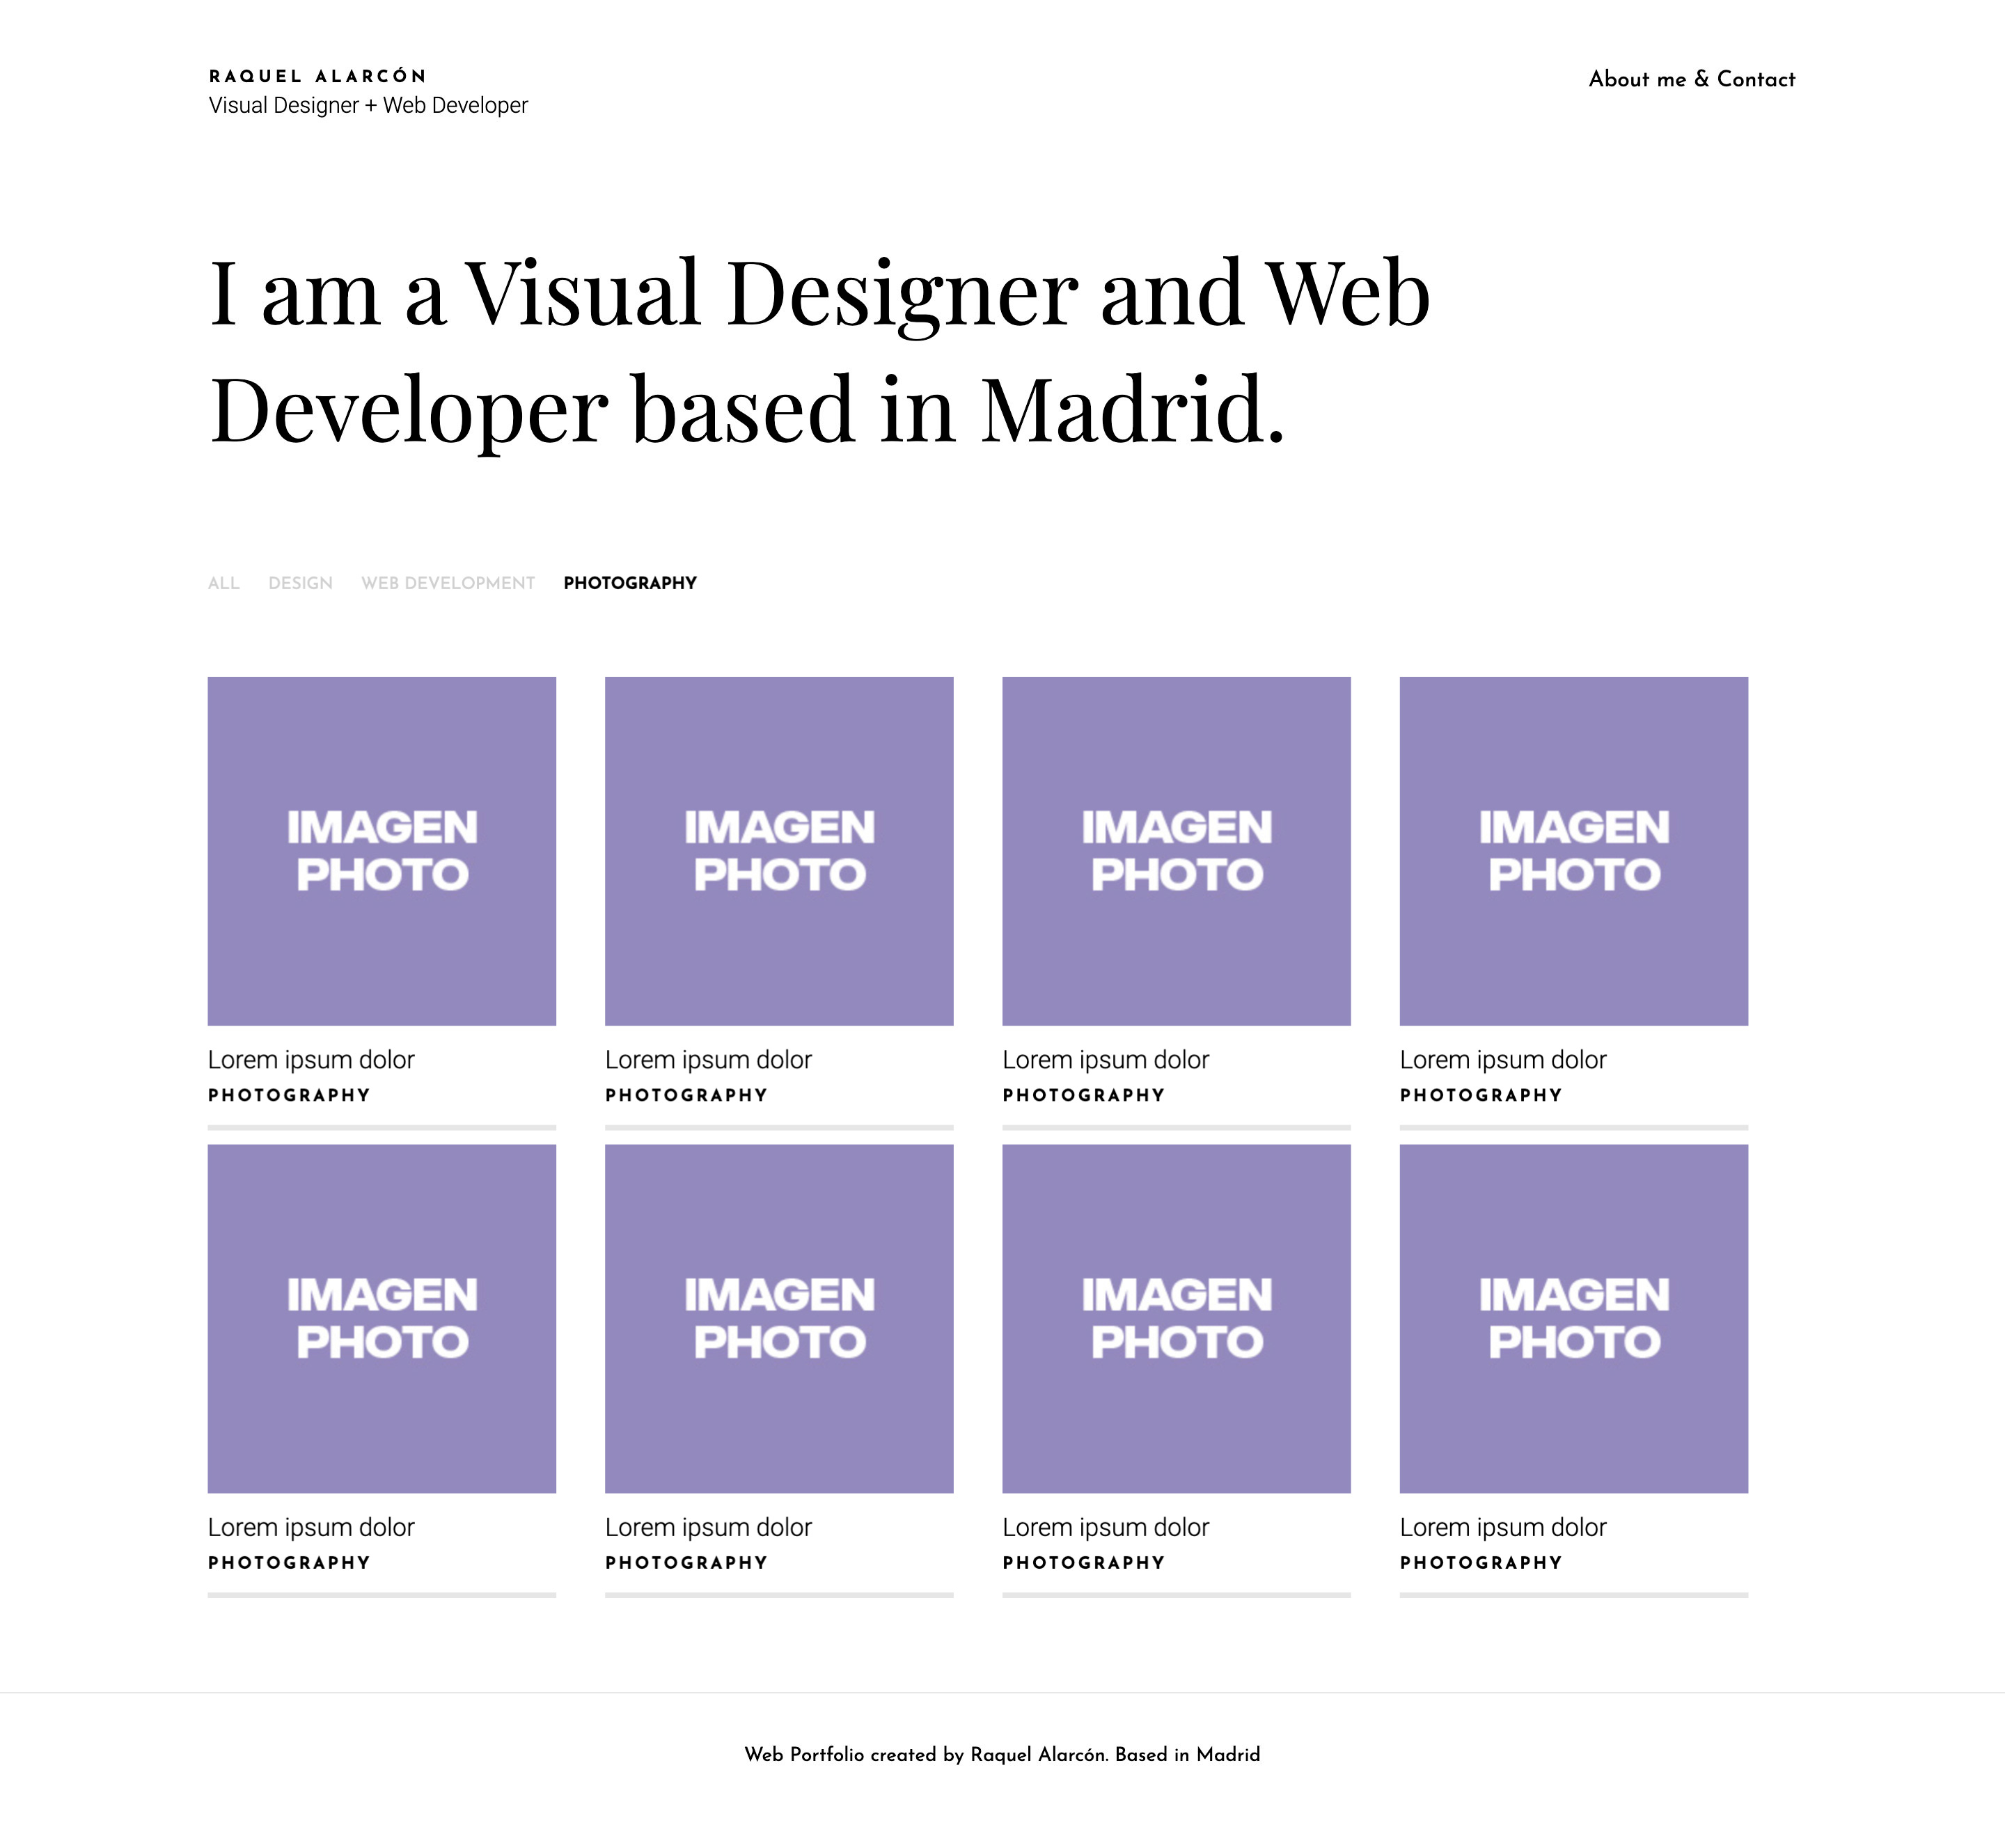 RAQUEL ALARCÓN
Visual Designer + Web Developer
About me & Contact
I am a Visual Designer and Web
Developer based in Madrid.
ALL DESIGN WEB DEVELOPMENT PHOTOGRAPHY
IMAGEN PHOTO
IMAGEN PHOTO
IMAGEN PHOTO
IMAGEN PHOTO
Lorem ipsum dolor
PHOTOGRAPHY
Lorem ipsum dolor
PHOTOGRAPHY
Lorem ipsum dolor
PHOTOGRAPHY
Lorem ipsum dolor
PHOTOGRAPHY
IMAGEN PHOTO
IMAGEN PHOTO
IMAGEN PHOTO
IMAGEN PHOTO
Lorem ipsum dolor
PHOTOGRAPHY
Lorem ipsum dolor
PHOTOGRAPHY
Lorem ipsum dolor
PHOTOGRAPHY
Lorem ipsum dolor
PHOTOGRAPHY
Web Portfolio created by Raquel Alarcón. Based in Madrid